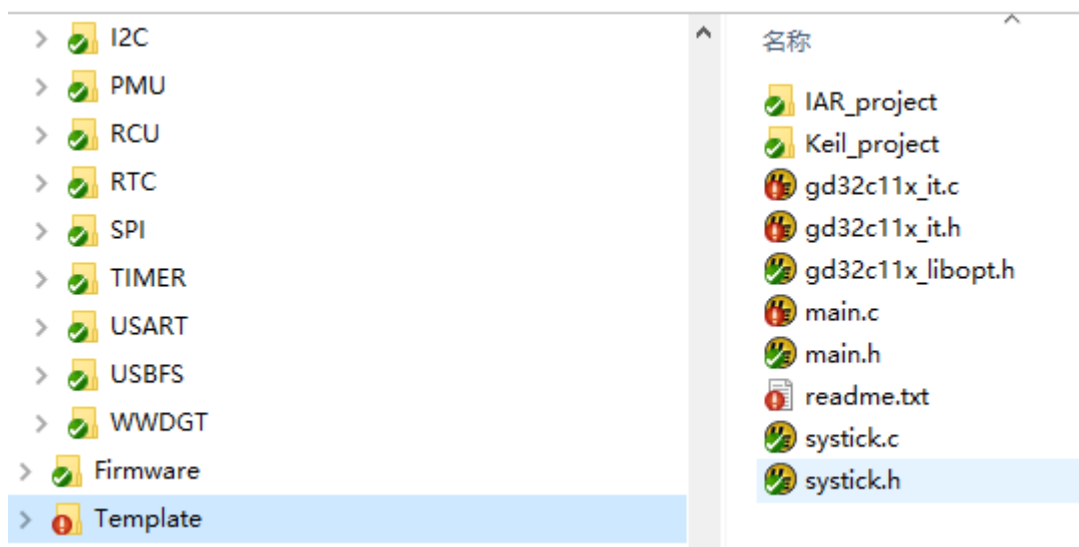 I2C
PMU
RCU
RTC
SPI
TIMER
USART
USBFS
WWDGT
Firmware
Template
名称
IAR_project
Keil_project
gd32c11x_it.c
gd32c11x_it.h
gd32c11x_libopt.h
main.c
main.h
readme.txt
systick.c
systick.h